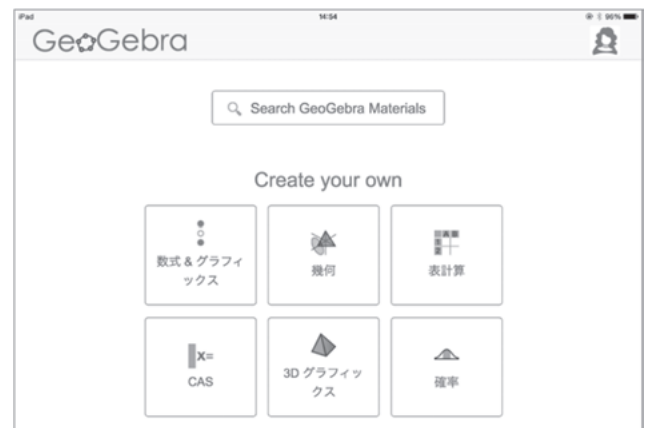 iPad
14:54
96%
GeoGebra
Search GeoGebra Materials
Create your own
数式 & グラフィ
ックス
幾何
表計算
X=
CAS
3D グラフィッ
クス
確率